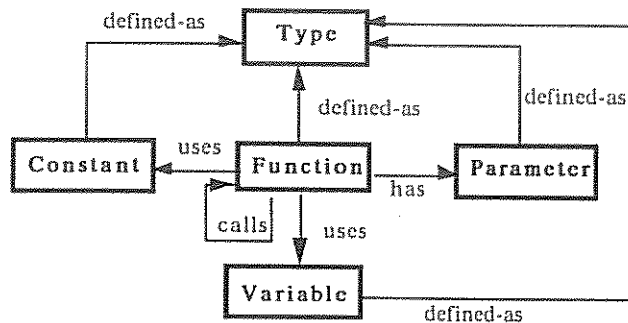 defined-as
Type
defined-as
defined-as
Constant
uses
Function
has
Parameter
calls
uses
Variable
defined-as